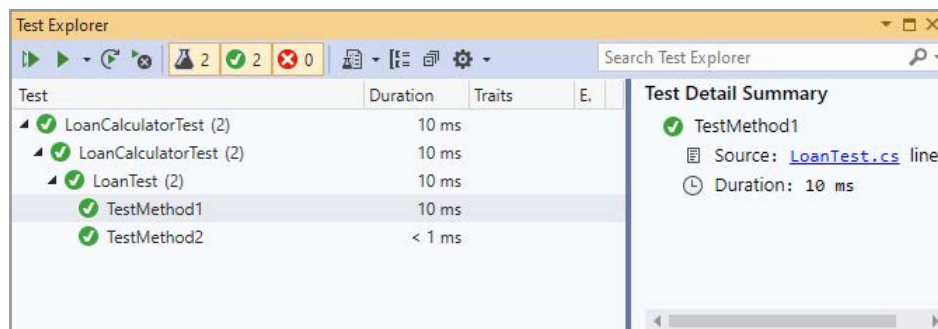 Test Explorer
2 2 0
Search Test Explorer
Test Duration Traits E.
LoanCalculatorTest (2) 10 ms
LoanCalculatorTest (2) 10 ms
LoanTest (2) 10 ms
TestMethod1 10 ms
TestMethod2 < 1 ms
Test Detail Summary
TestMethod1
Source: LoanTest.cs line
Duration: 10 ms